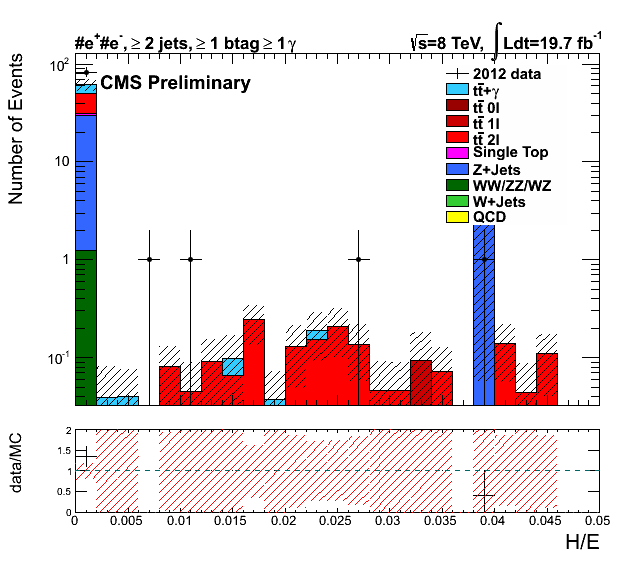 #e⁺#e⁻, ≥ 2 jets, ≥ 1 btag ≥ 1 γ
√s=8 TeV, ∫ Ldt=19.7 fb⁻¹
CMS Preliminary
2012 data
tt̄+γ
tt̄ 0l
tt̄ 1l
tt̄ 2l
Single Top
Z+Jets
WW/ZZ/WZ
W+Jets
QCD
Number of Events
10²
10
1
10⁻¹
data/MC
2
1.5
1
0.5
0
0 0.005 0.01 0.015 0.02 0.025 0.03 0.035 0.04 0.045 0.05
H/E